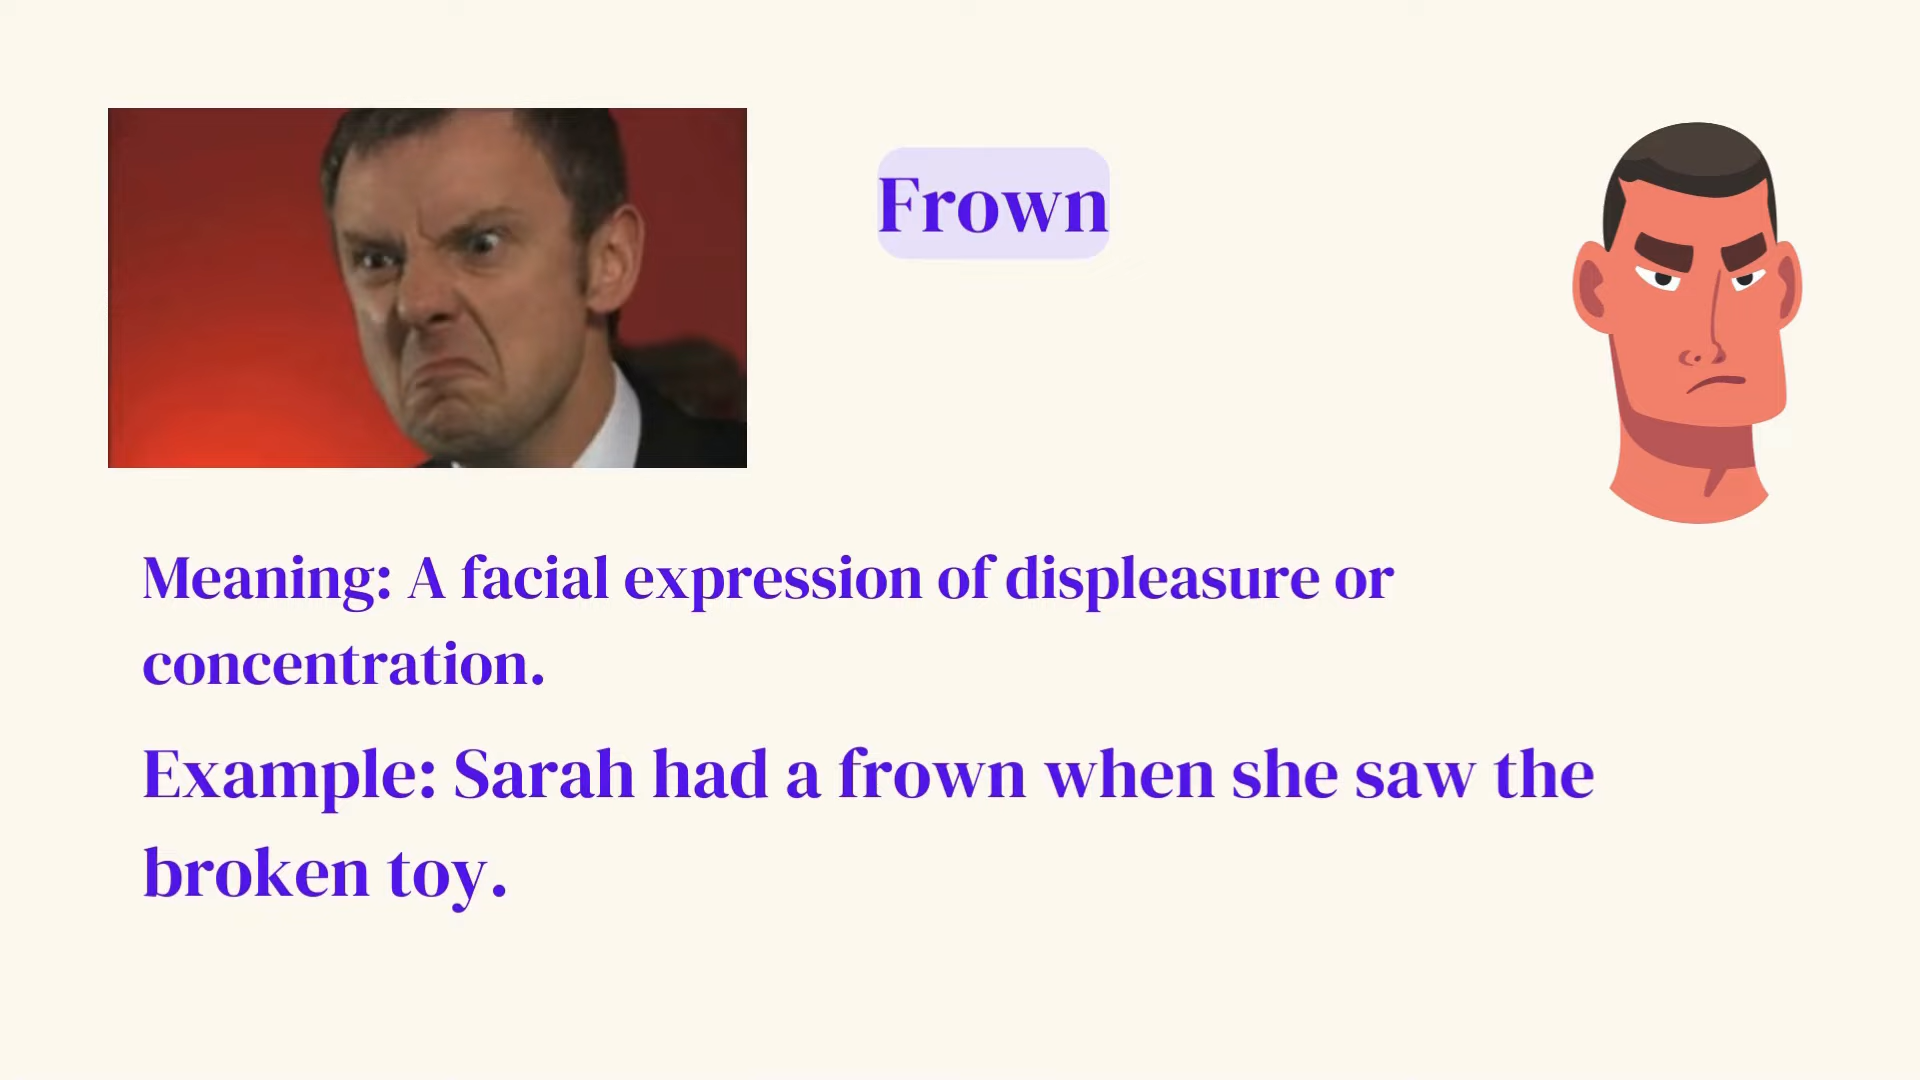 Frown
Meaning: A facial expression of displeasure or
concentration.
Example: Sarah had a frown when she saw the
broken toy.